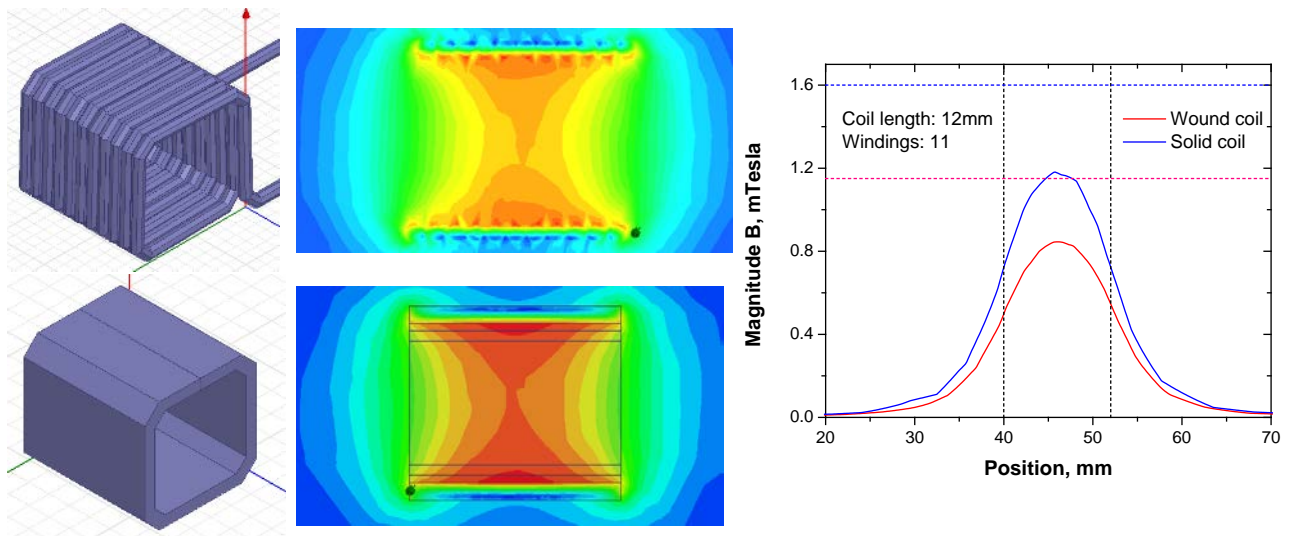 1.6
1.2
0.8
0.4
0.0
Magnitude B, mTesla
Coil length: 12mm
Windings: 11
Wound coil
Solid coil
20
30
40
50
60
70
Position, mm